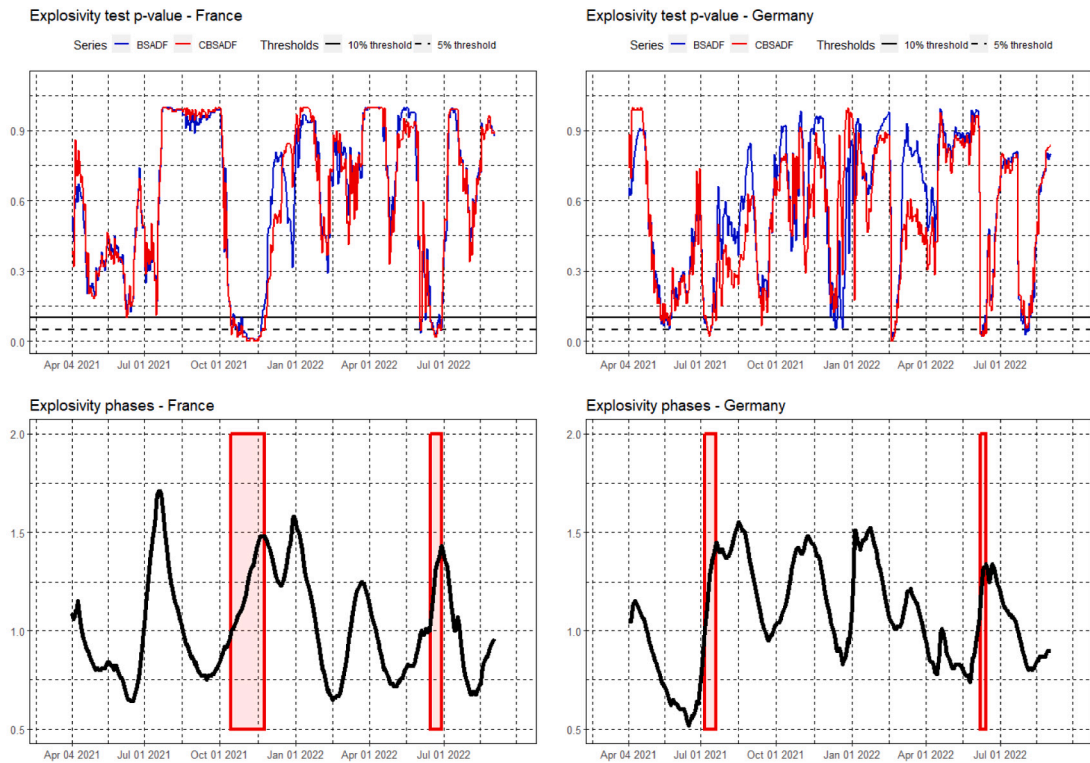 Explosivity test p-value - France
Series BSADF CBSADF Thresholds 10% threshold 5% threshold
0.9
0.6
0.3
0.0
Apr 04 2021 Jul 01 2021 Oct 01 2021 Jan 01 2022 Apr 01 2022 Jul 01 2022
Explosivity test p-value - Germany
Series BSADF CBSADF Thresholds 10% threshold 5% threshold
0.9
0.6
0.3
0.0
Apr 04 2021 Jul 01 2021 Oct 01 2021 Jan 01 2022 Apr 01 2022 Jul 01 2022
Explosivity phases - France
2.0
1.5
1.0
0.5
Apr 04 2021 Jul 01 2021 Oct 01 2021 Jan 01 2022 Apr 01 2022 Jul 01 2022
Explosivity phases - Germany
2.0
1.5
1.0
0.5
Apr 04 2021 Jul 01 2021 Oct 01 2021 Jan 01 2022 Apr 01 2022 Jul 01 2022